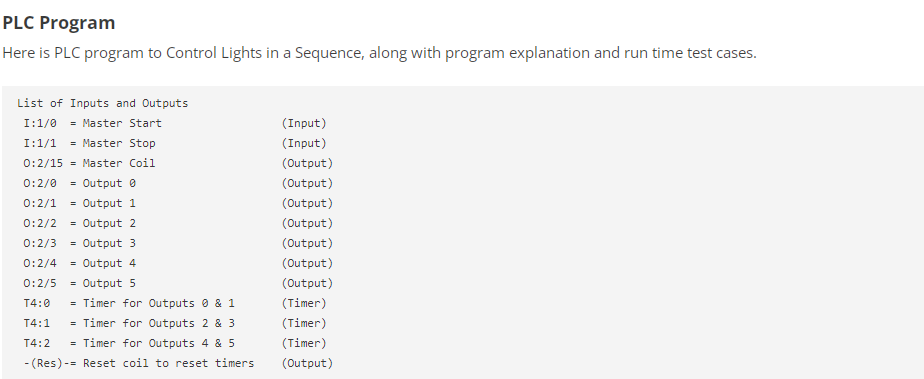 PLC Program
Here is PLC program to Control Lights in a Sequence, along with program explanation and run time test cases.
List of Inputs and Outputs
I:1/0 = Master Start (Input)
I:1/1 = Master Stop (Input)
O:2/15 = Master Coil (Output)
O:2/0 = Output 0 (Output)
O:2/1 = Output 1 (Output)
O:2/2 = Output 2 (Output)
O:2/3 = Output 3 (Output)
O:2/4 = Output 4 (Output)
O:2/5 = Output 5 (Output)
T4:0 = Timer for Outputs 0 & 1 (Timer)
T4:1 = Timer for Outputs 2 & 3 (Timer)
T4:2 = Timer for Outputs 4 & 5 (Timer)
-(Res)-= Reset coil to reset timers (Output)